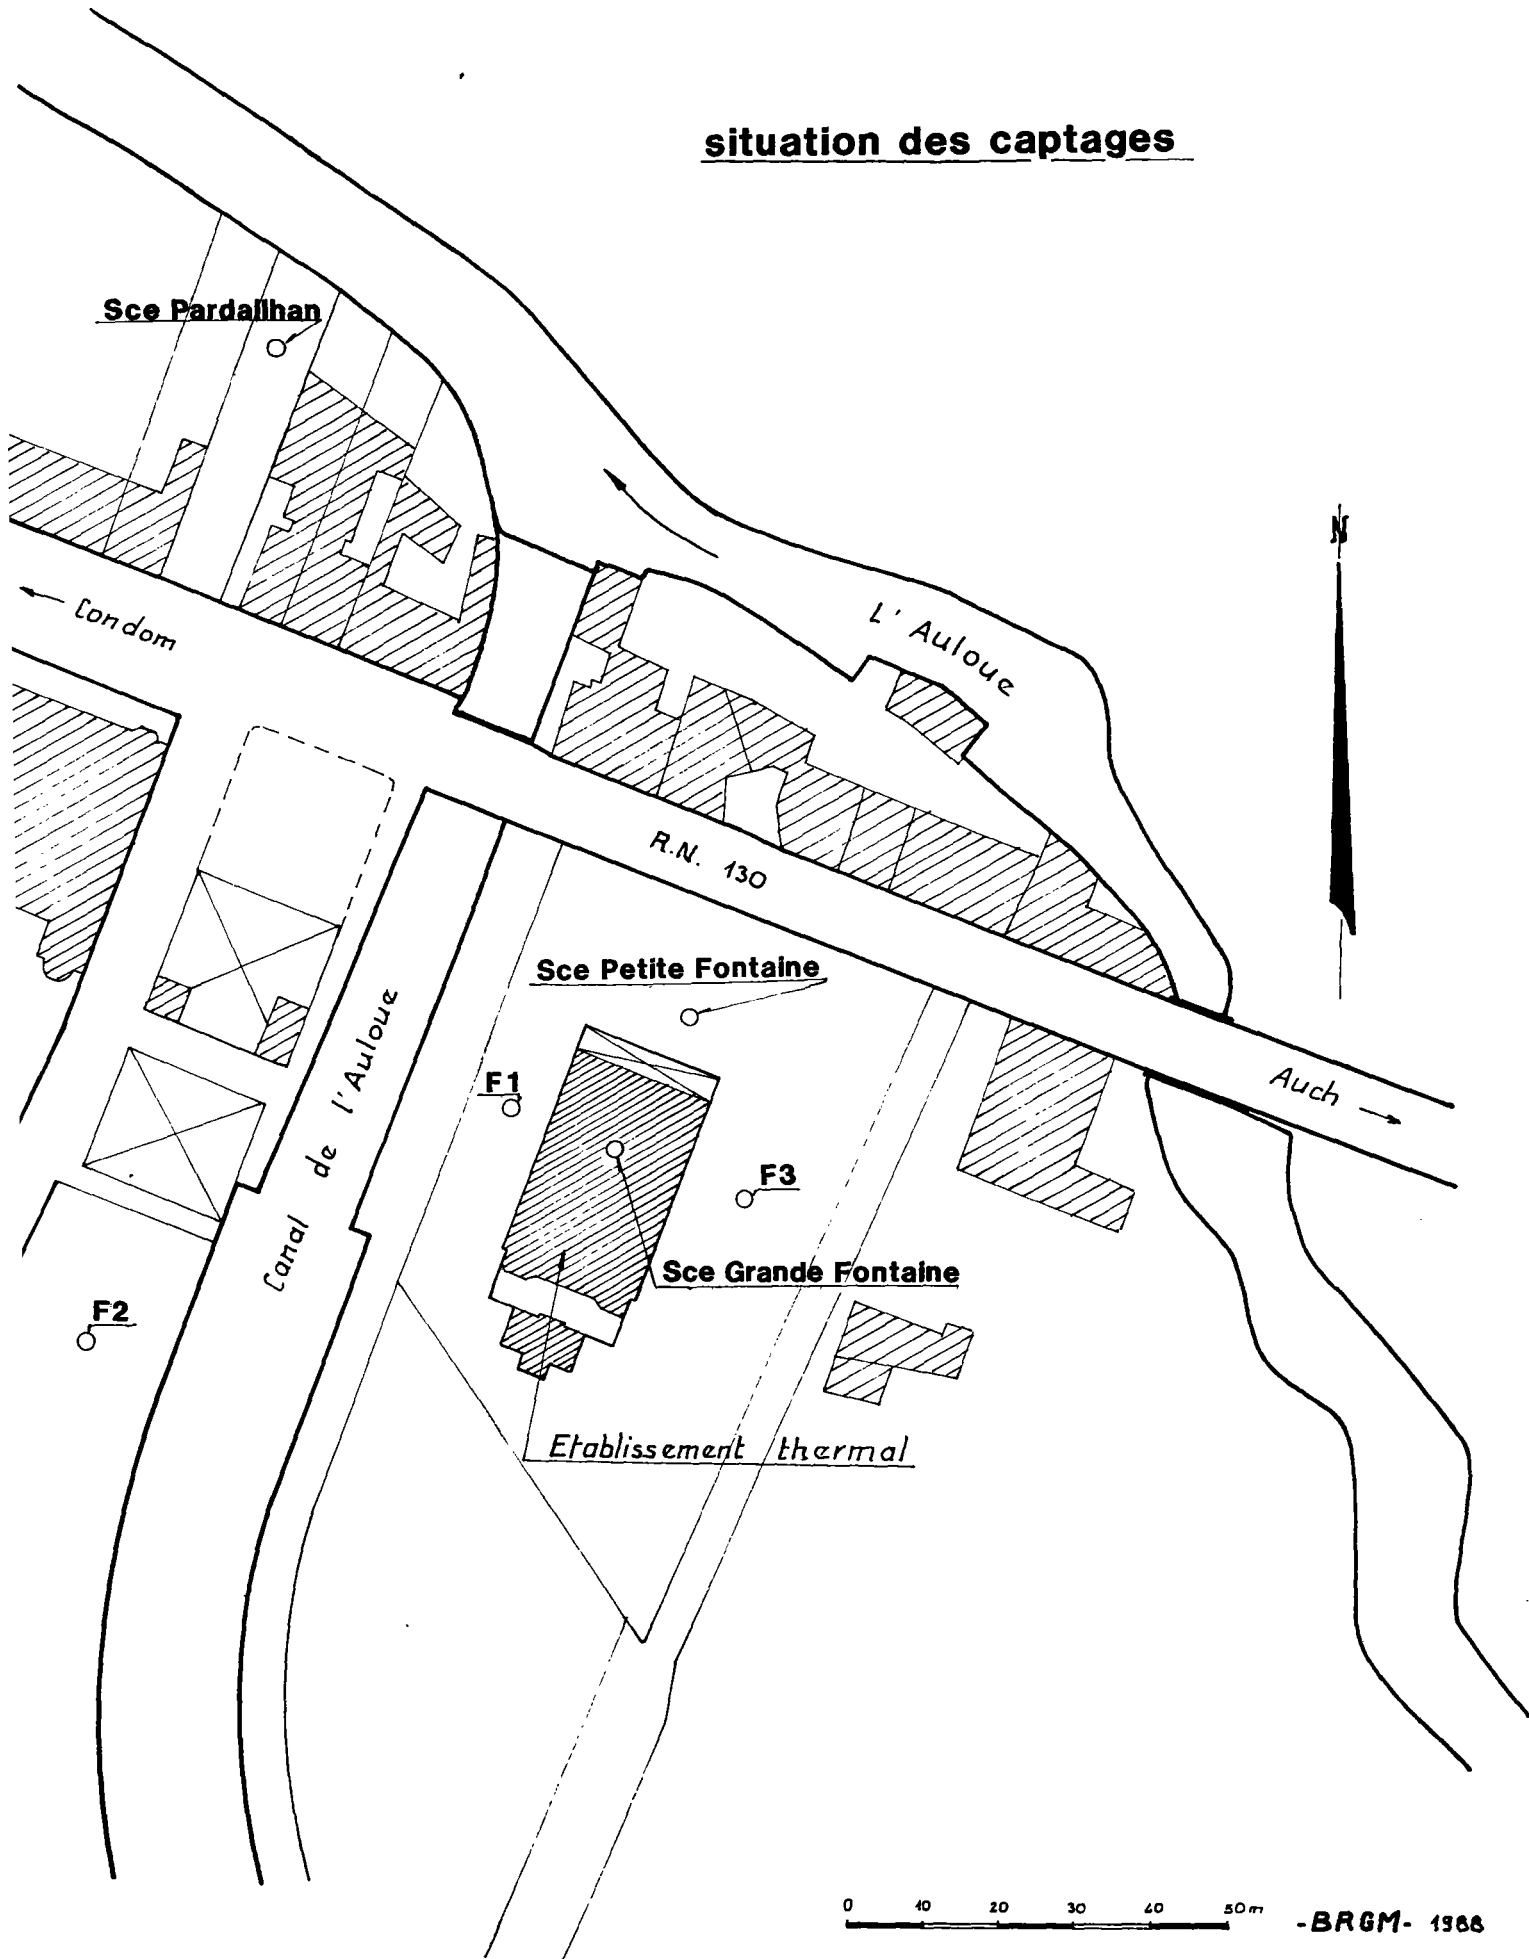 situation des captages
Sce Pardailhan
N
L' Auloue
Condom
R.N. 130
Sce Petite Fontaine
F1
Auch
F3
Canal de l'Auloue
Sce Grande Fontaine
F2
Etablissement thermal
0 10 20 30 40 50 m
-BRGM- 1988